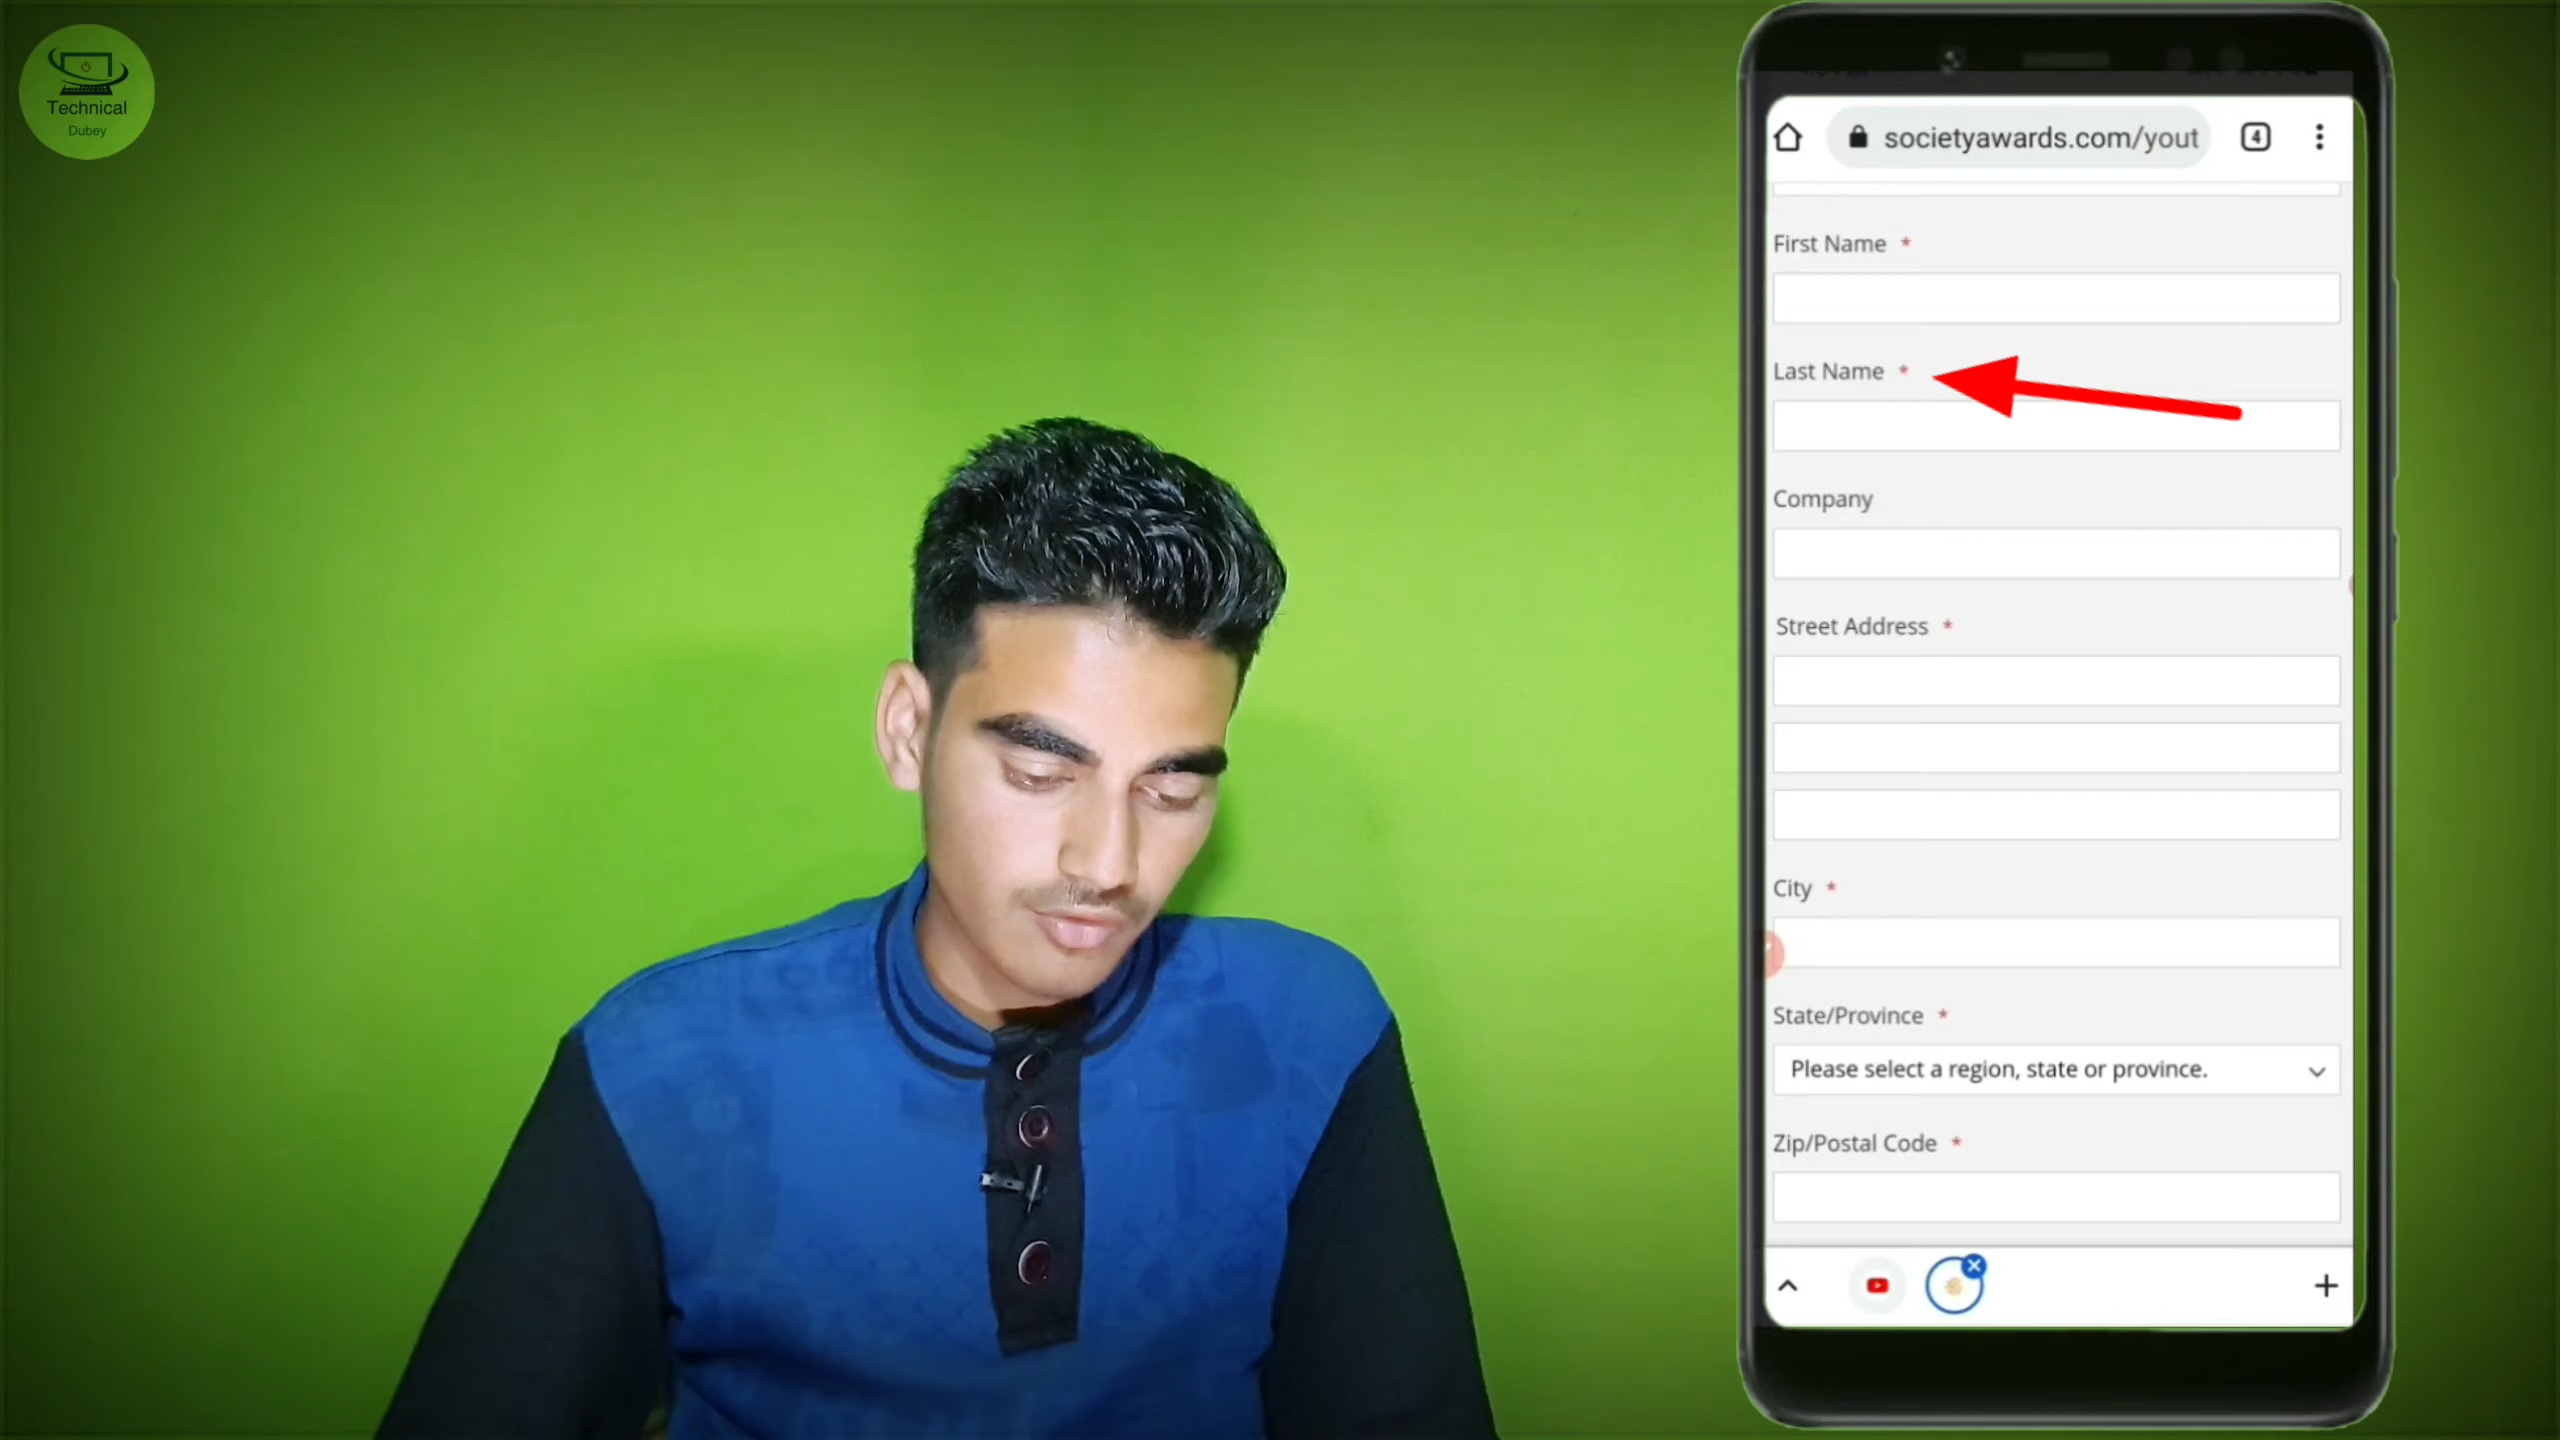 Technical
Dubey
societyawards.com/yout
4
First Name *
Last Name *
Company
Street Address *
City *
State/Province *
Please select a region, state or province.
Zip/Postal Code *